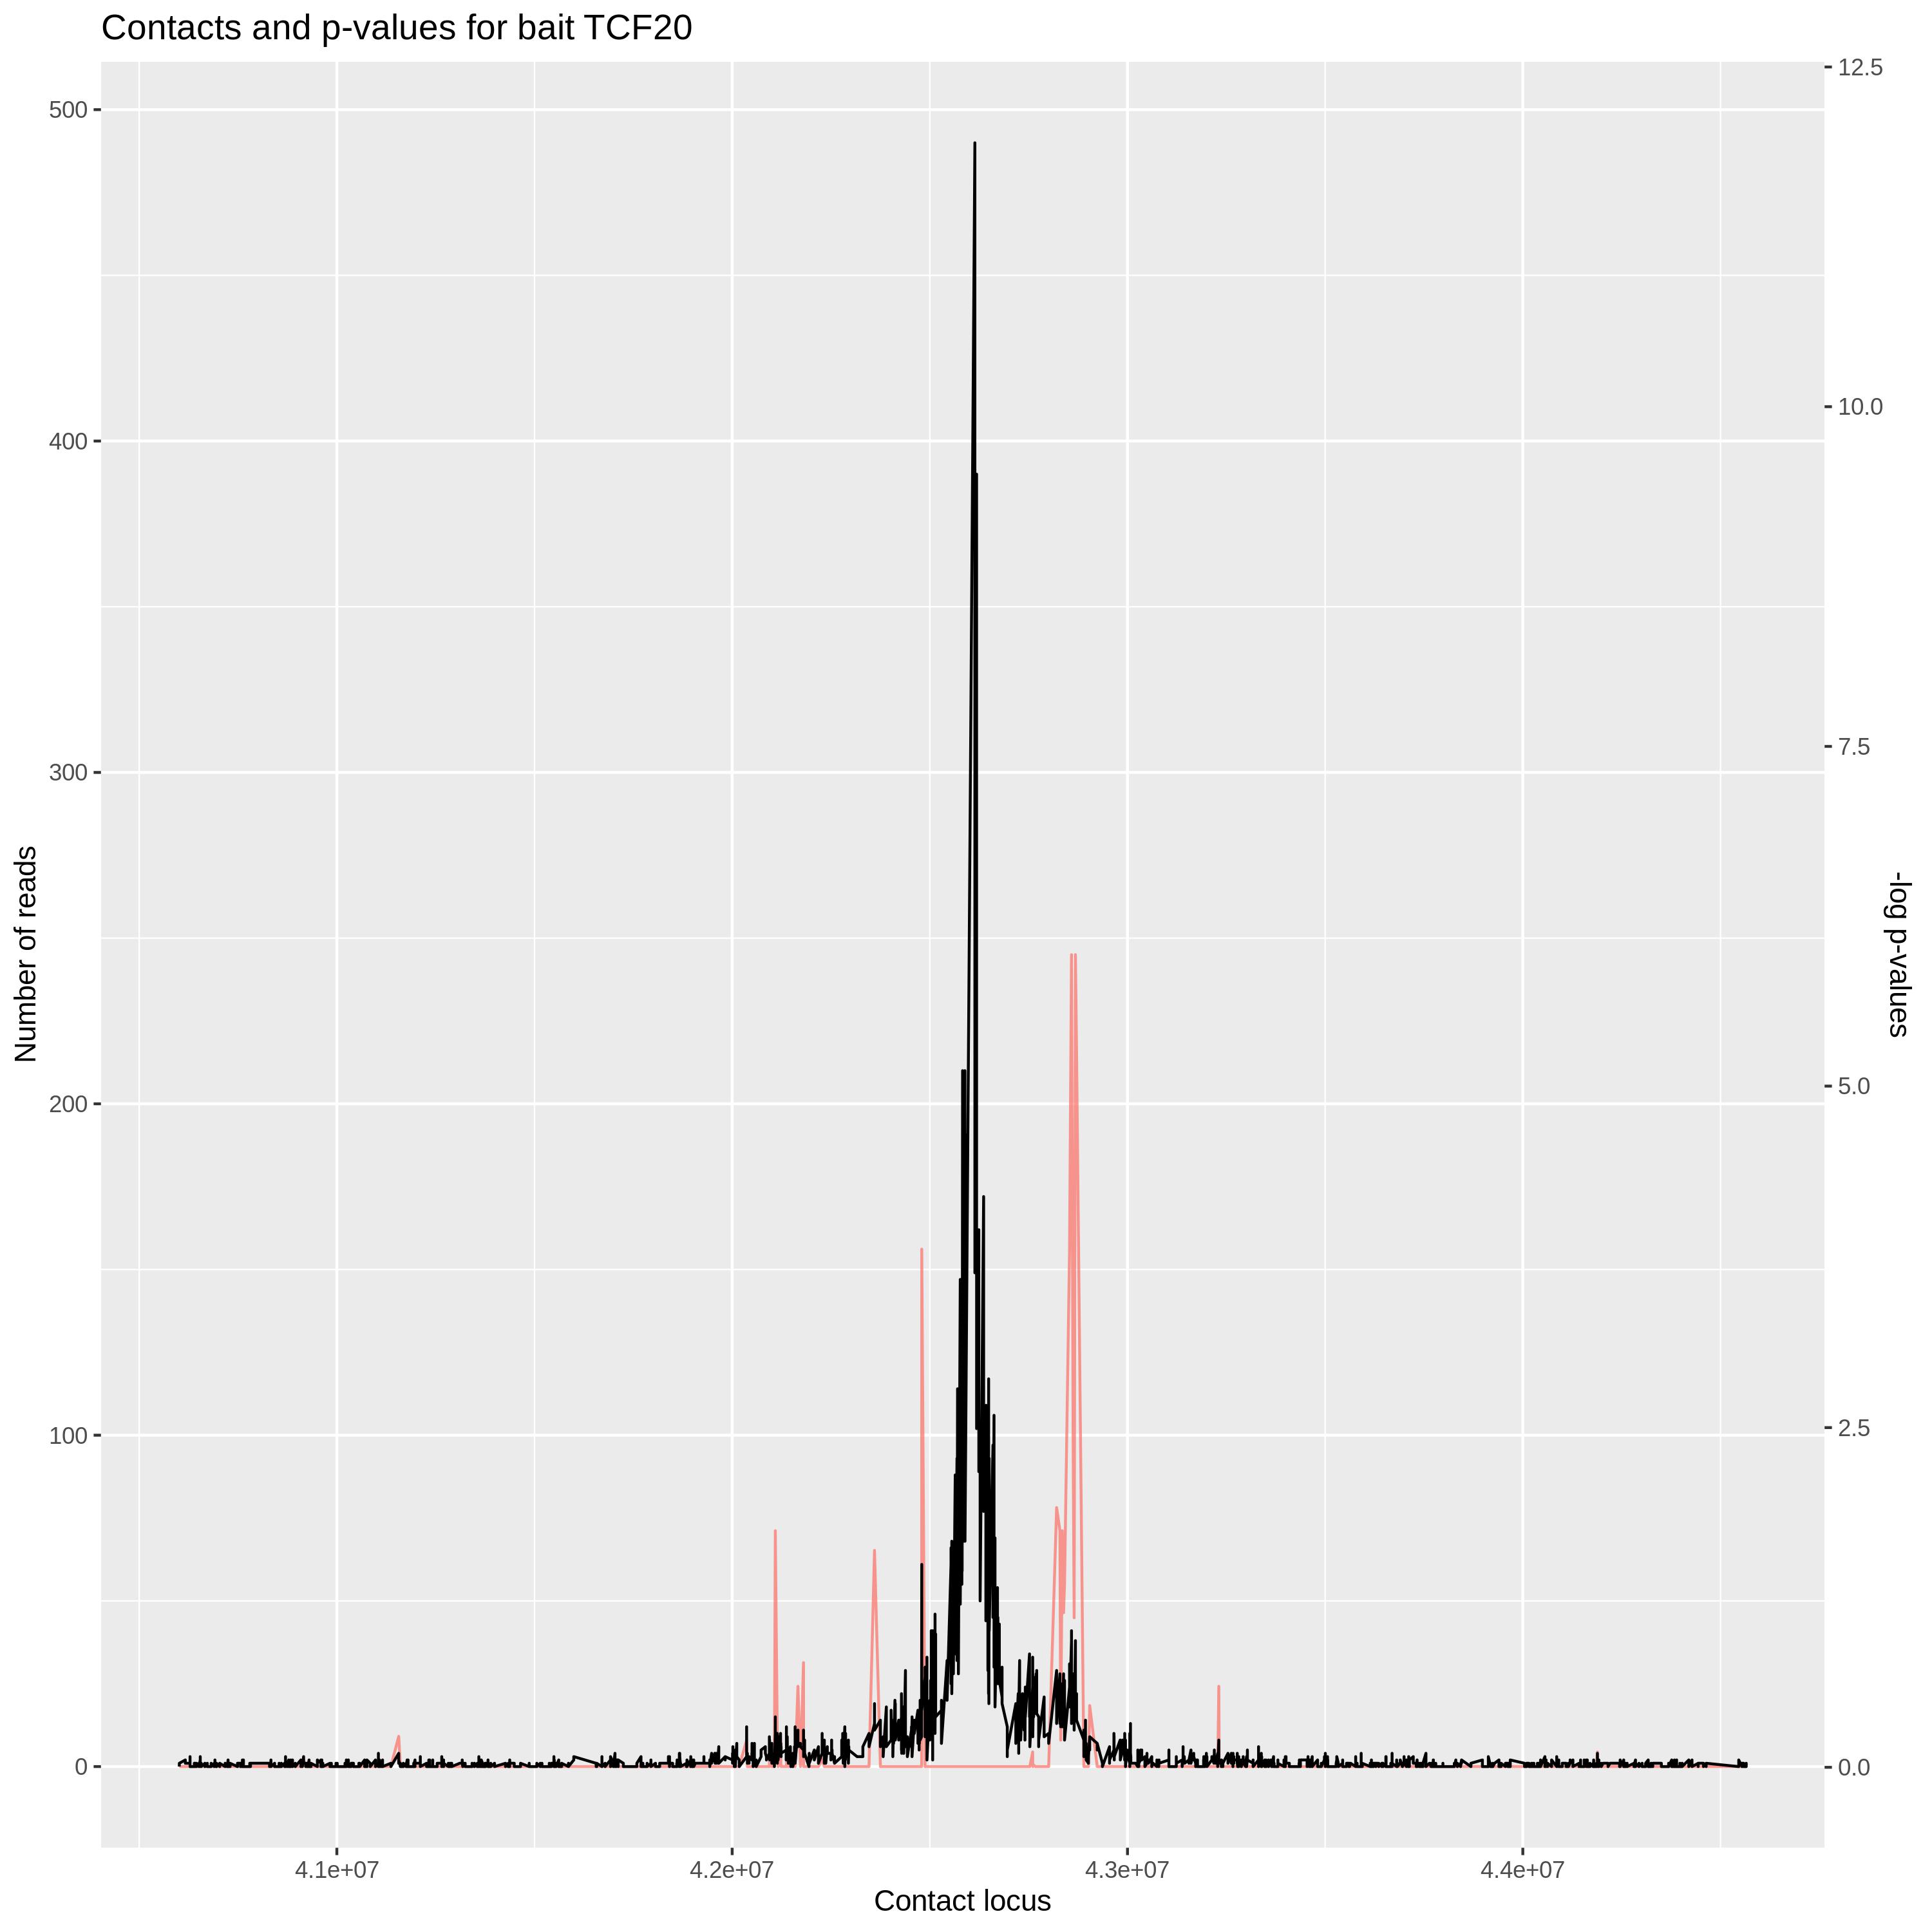 Contacts and p-values for bait TCF20
500
400
300
200
100
0
Number of reads
12.5
10.0
7.5
5.0
2.5
0.0
-log p-values
4.1e+07
4.2e+07
4.3e+07
4.4e+07
Contact locus